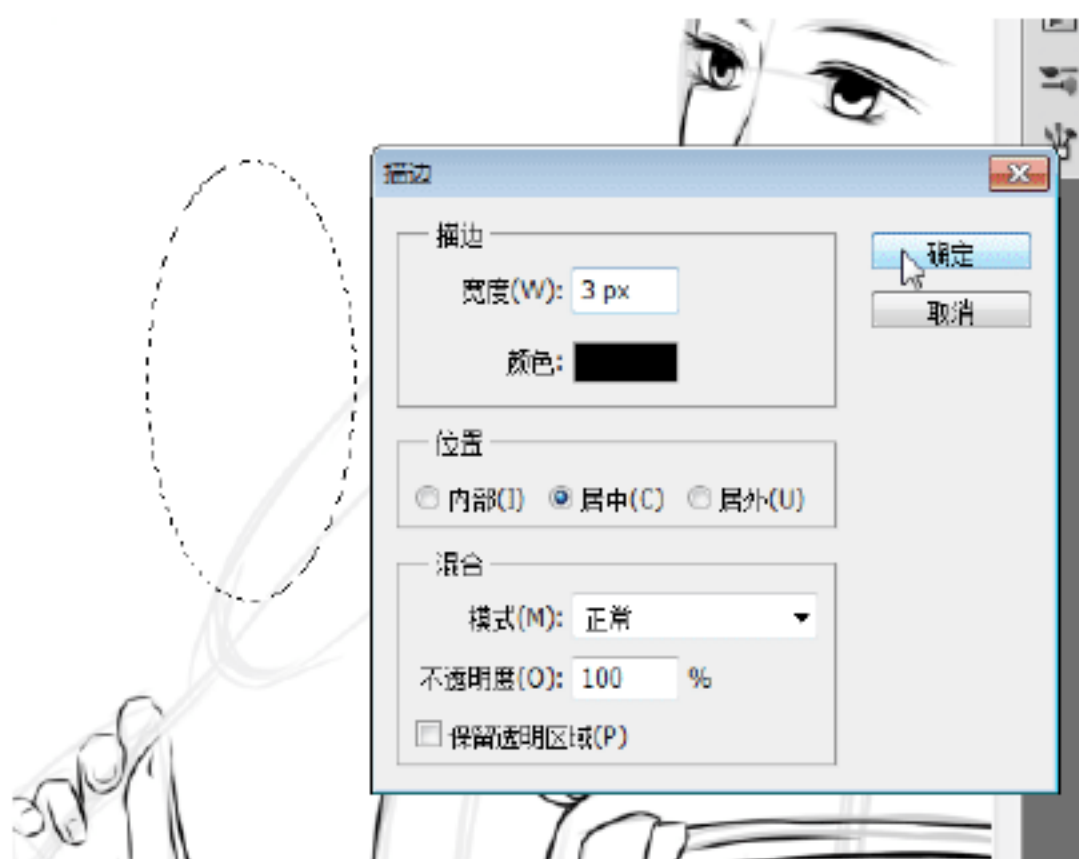 描边
描边
宽度(W): 3 px
颜色:
确定
取消
位置
内部(I) 居中(C) 居外(U)
混合
模式(M): 正常
不透明度(O): 100 %
保留透明区域(P)